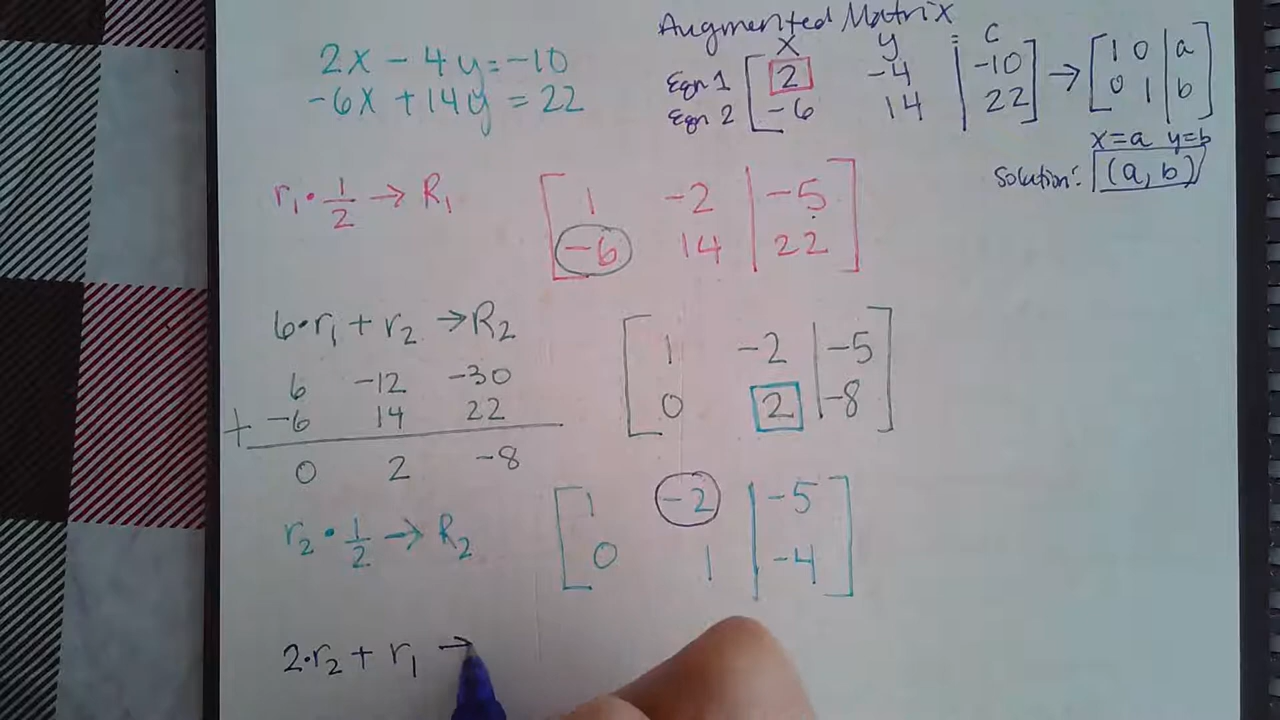 2x - 4y = -10
-6x + 14y = 22
Augmented Matrix
x y = c
Eqn 1 [ 2 -4 | -10 ] → [ 1 0 | a ]
Eqn 2 [ -6 14 | 22 ] [ 0 1 | b ]
x=a y=b
Solution: (a, b)
r₁ • 1/2 → R₁
[ 1 -2 | -5 ]
[ -6 14 | 22 ]
6•r₁ + r₂ → R₂
6 -12 -30
+ -6 14 22
0 2 -8
[ 1 -2 | -5 ]
[ 0 2 | -8 ]
r₂ • 1/2 → R₂
[ 1 -2 | -5 ]
[ 0 1 | -4 ]
2•r₂ + r₁ →